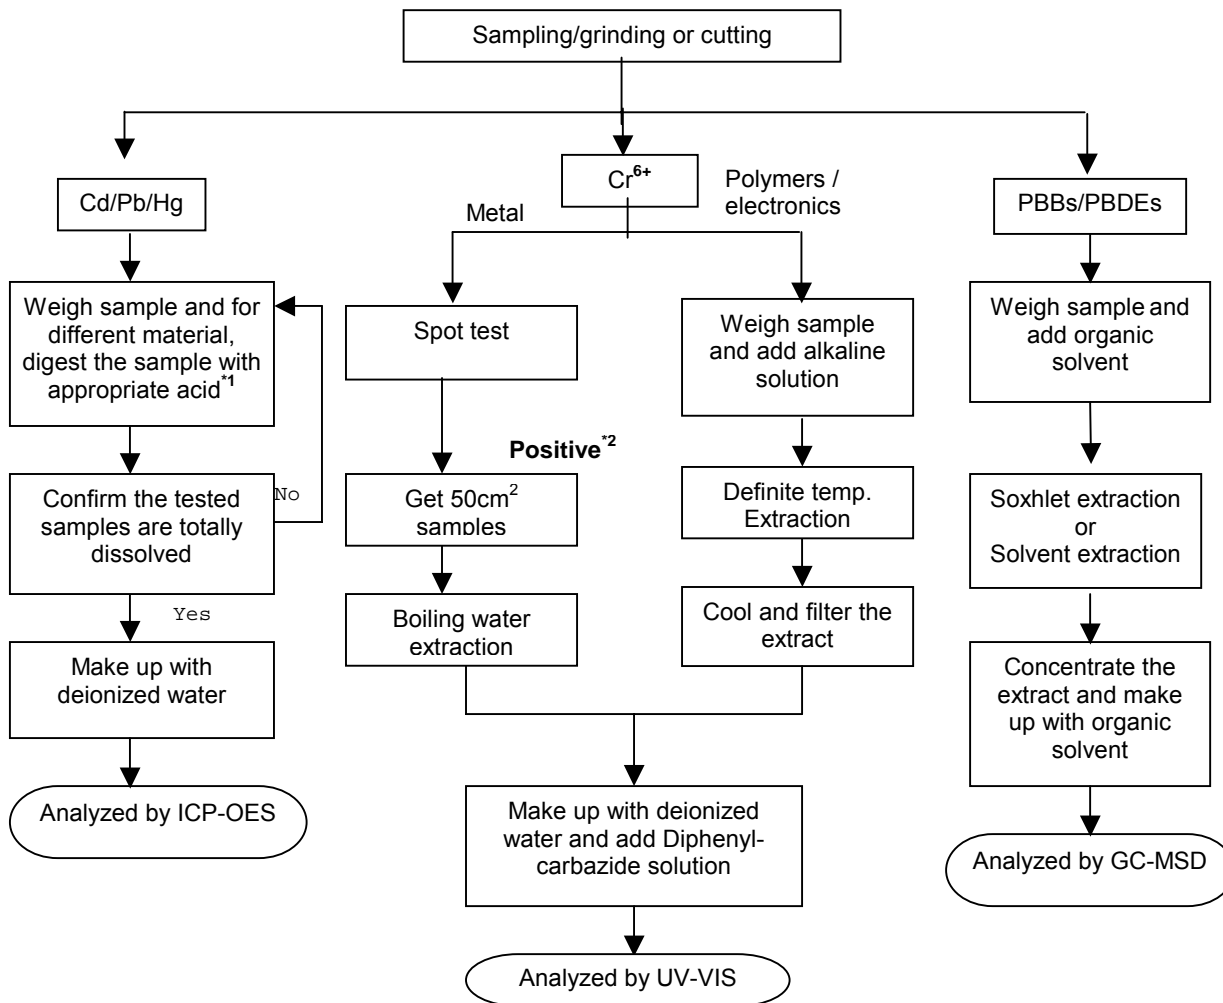 Sampling/grinding or cutting
Cd/Pb/Hg
Weigh sample and for
different material,
digest the sample with
appropriate acid*1
Confirm the tested
samples are totally
dissolved
No
Yes
Make up with
deionized water
Analyzed by ICP-OES
Cr6+
Metal
Polymers /
electronics
Spot test
Positive*2
Get 50cm2
samples
Boiling water
extraction
Weigh sample
and add alkaline
solution
Definite temp.
Extraction
Cool and filter the
extract
Make up with deionized
water and add Diphenyl-
carbazide solution
Analyzed by UV-VIS
PBBs/PBDEs
Weigh sample and
add organic
solvent
Soxhlet extraction
or
Solvent extraction
Concentrate the
extract and make
up with organic
solvent
Analyzed by GC-MSD